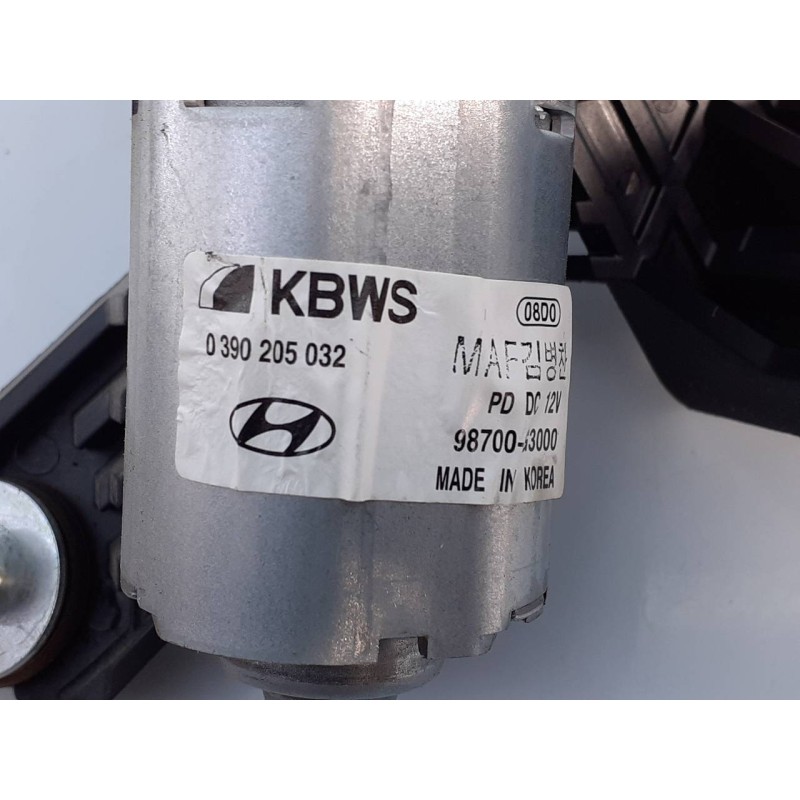 KBWS
08D0
0 390 205 032
MAF김병찬
PD DC 12V
98700-
MADE IN KOREA